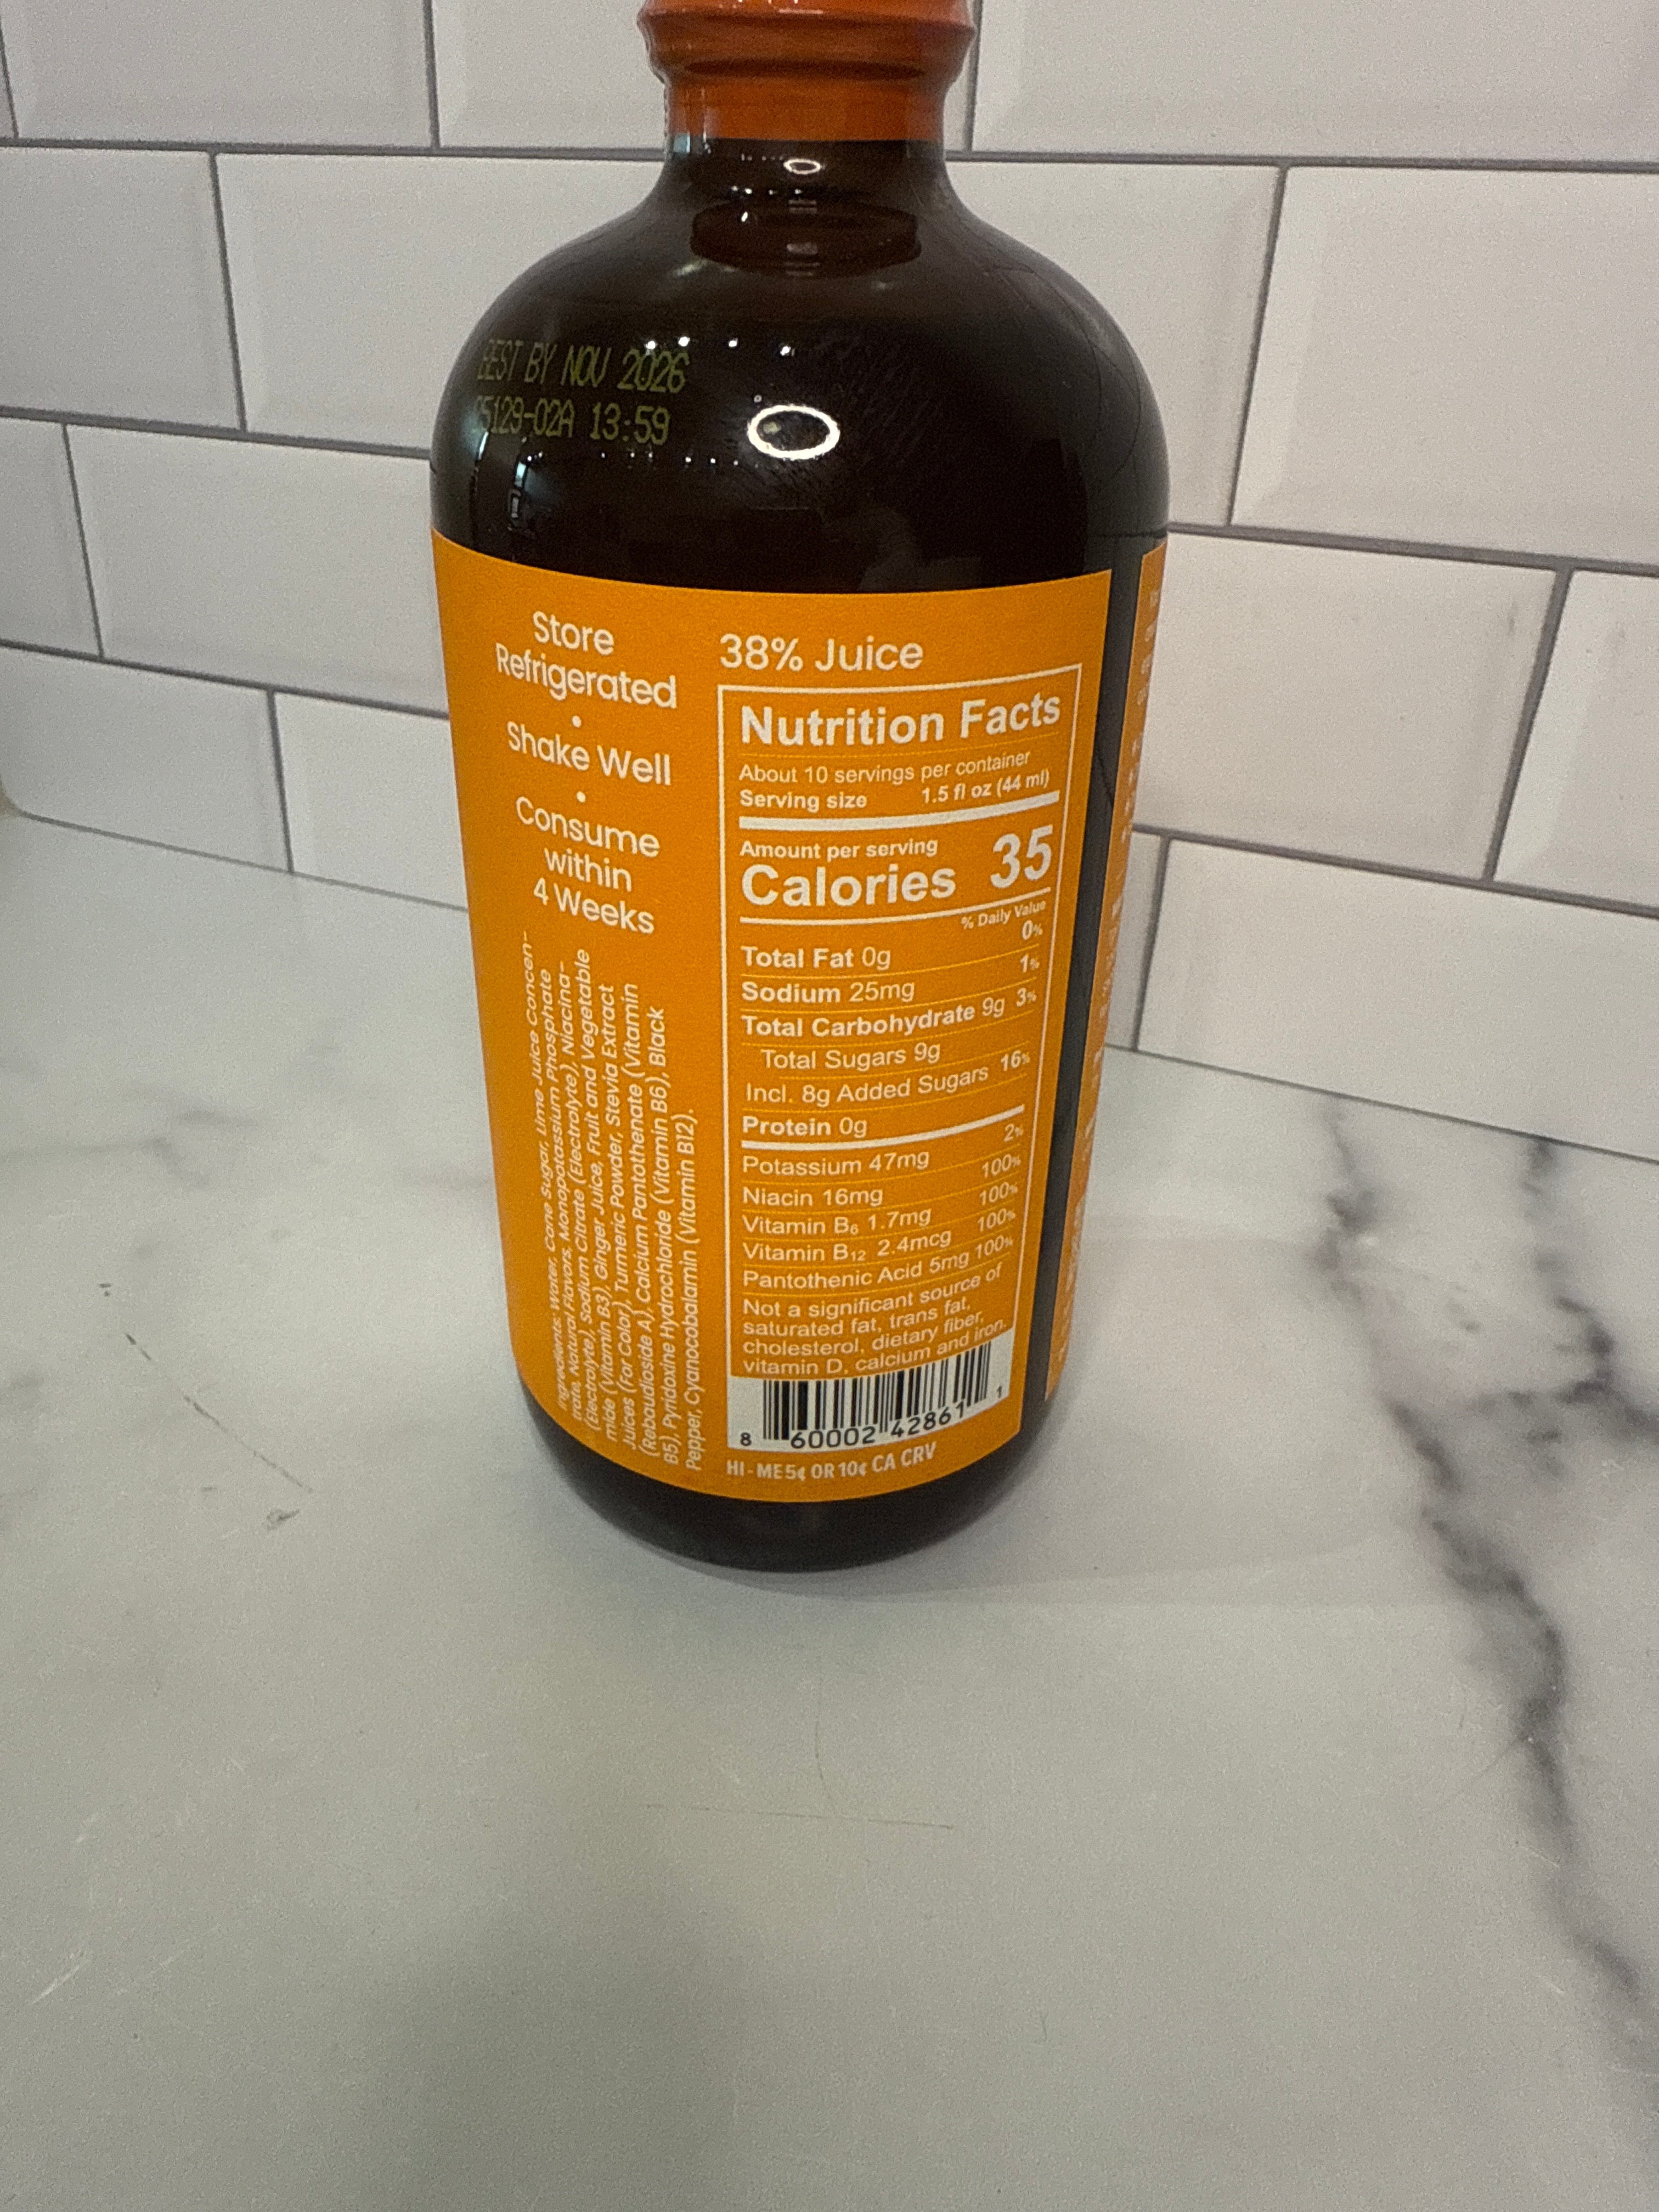 BEST BY NOV 2026
5129-02A 13:59
Store
Refrigerated
•
Shake Well
•
Consume
within
4 Weeks
Ingredients: Water, Cane Sugar, Lime Juice Concen-
trate, Natural Flavors, Monopotassium Phosphate
(Electrolyte), Sodium Citrate (Electrolyte), Niacina-
mide (Vitamin B3), Ginger Juice, Fruit and Vegetable
Juices (For Color), Turmeric Powder, Stevia Extract
(Rebaudioside A), Calcium Pantothenate (Vitamin
B5), Pyridoxine Hydrochloride (Vitamin B6), Black
Pepper, Cyanocobalamin (Vitamin B12).
38% Juice
Nutrition Facts
About 10 servings per container
Serving size 1.5 fl oz (44 ml)
Amount per serving
Calories 35
% Daily Value
Total Fat 0g 0%
Sodium 25mg 1%
Total Carbohydrate 9g 3%
Total Sugars 9g
Incl. 8g Added Sugars 16%
Protein 0g
Potassium 47mg 2%
Niacin 16mg 100%
Vitamin B₆ 1.7mg 100%
Vitamin B₁₂ 2.4mcg 100%
Pantothenic Acid 5mg 100%
Not a significant source of
saturated fat, trans fat,
cholesterol, dietary fiber,
vitamin D, calcium and iron.
8 60002 42861 1
HI-ME 5¢ OR 10¢ CA CRV